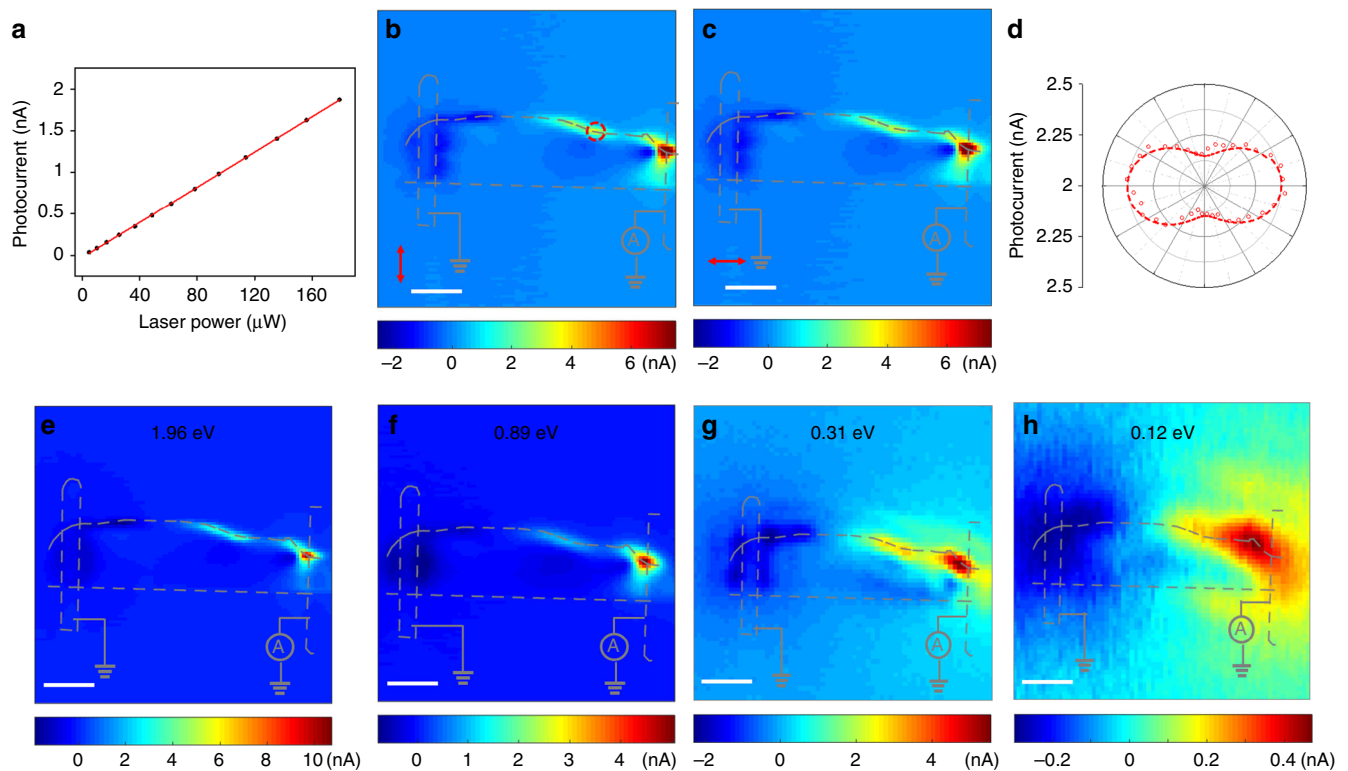 a
Photocurrent (nA)
2
1.5
1
0.5
0
0 40 80 120 160
Laser power (μW)
b
A
−2 0 2 4 6 (nA)
c
A
−2 0 2 4 6 (nA)
d
Photocurrent (nA)
2.5
2.25
2
2.25
2.5
e
1.96 eV
A
0 2 4 6 8 10 (nA)
f
0.89 eV
A
0 1 2 3 4 (nA)
g
0.31 eV
A
−2 0 2 4 (nA)
h
0.12 eV
A
−0.2 0 0.2 0.4 (nA)